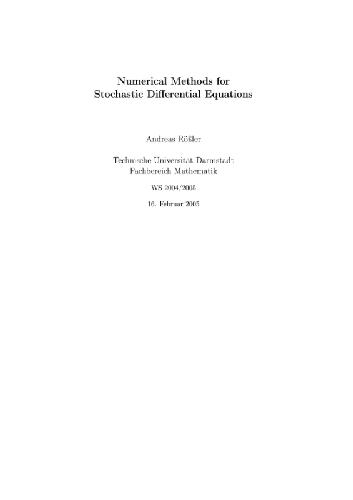 Numerical Methods for
Stochastic Differential Equations
Andreas Rößler
Technische Universität Darmstadt
Fachbereich Mathematik
WS 2004/2005
16. Februar 2005